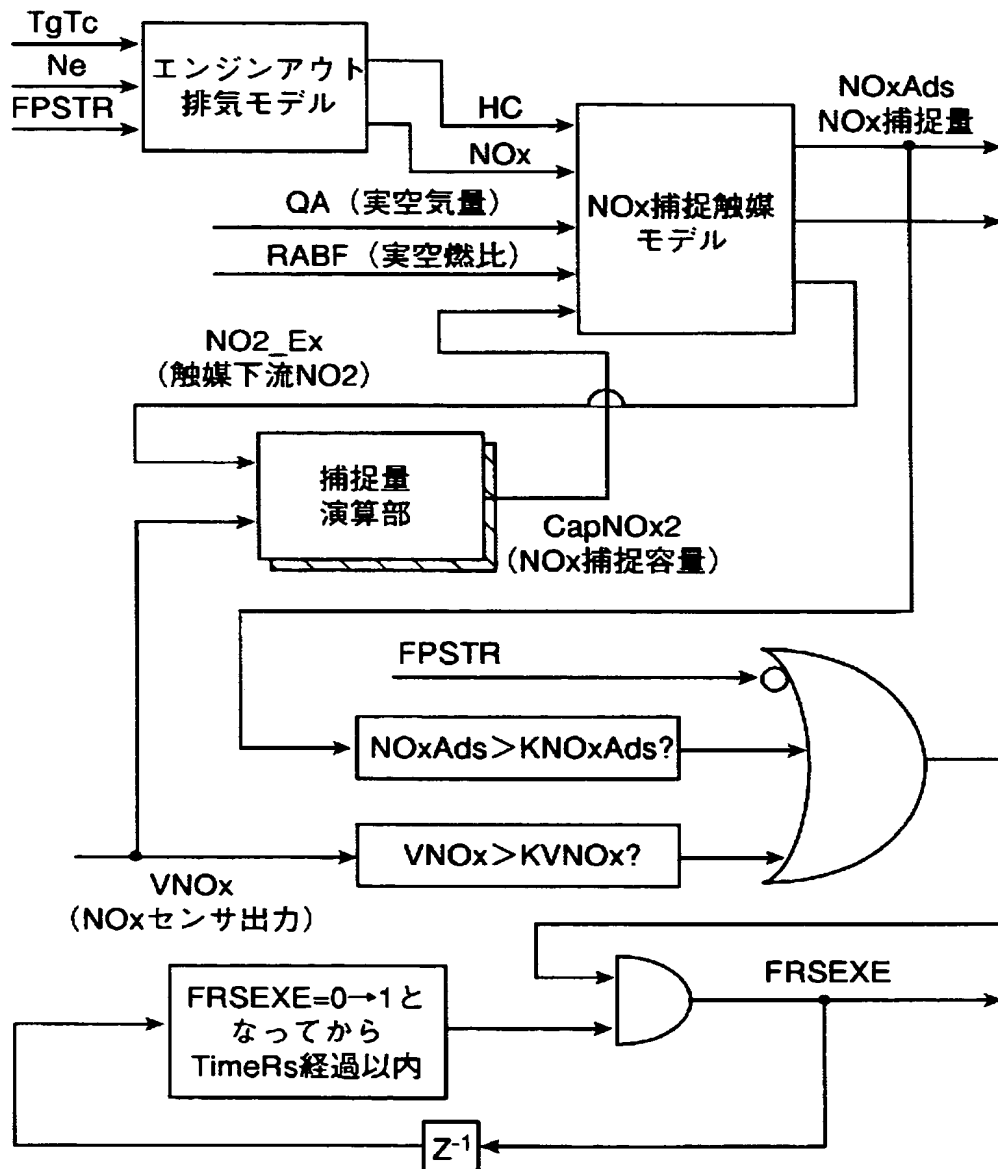 TgTc
Ne
FPSTR
エンジンアウト
排気モデル
HC
NOx
QA（実空気量）
RABF（実空燃比）
NOx捕捉触媒
モデル
NOxAds
NOx捕捉量
NO2_Ex
（触媒下流NO2）
捕捉量
演算部
CapNOx2
（NOx捕捉容量）
FPSTR
NOxAds>KNOxAds?
VNOx>KVNOx?
VNOx
（NOxセンサ出力）
FRSEXE=0→1と
なってから
TimeRs経過以内
FRSEXE
Z⁻¹